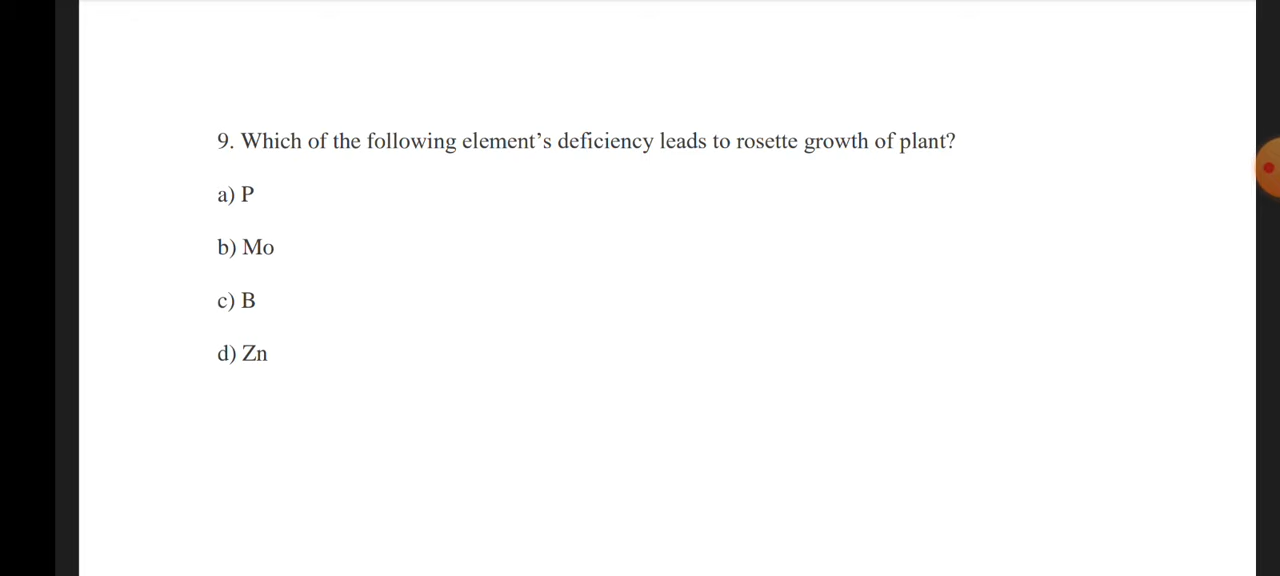 9. Which of the following element’s deficiency leads to rosette growth of plant?
a) P
b) Mo
c) B
d) Zn